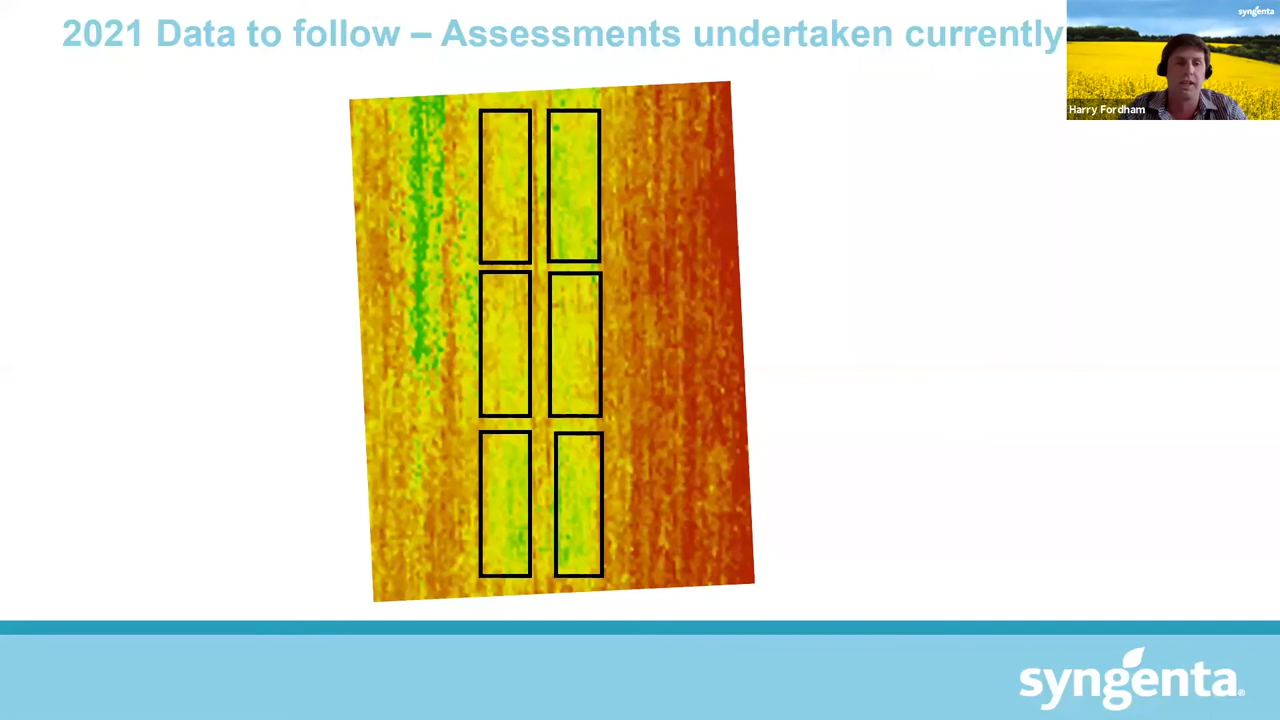 2021 Data to follow – Assessments undertaken currently
syngenta
Harry Fordham
syngenta